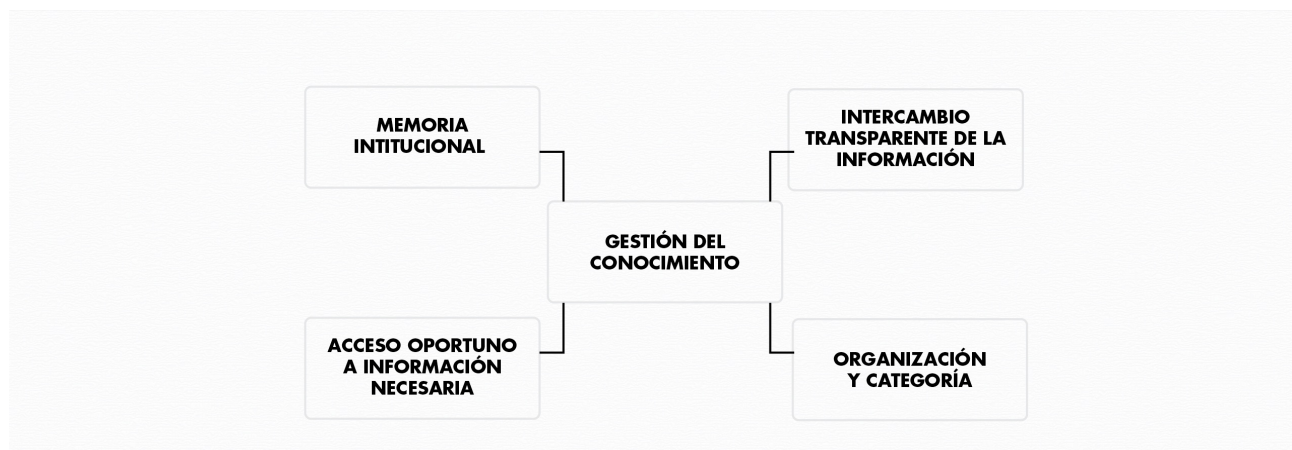 MEMORIA
INTITUCIONAL
INTERCAMBIO
TRANSPARENTE DE LA
INFORMACIÓN
GESTIÓN DEL
CONOCIMIENTO
ACCESO OPORTUNO
A INFORMACIÓN
NECESARIA
ORGANIZACIÓN
Y CATEGORÍA